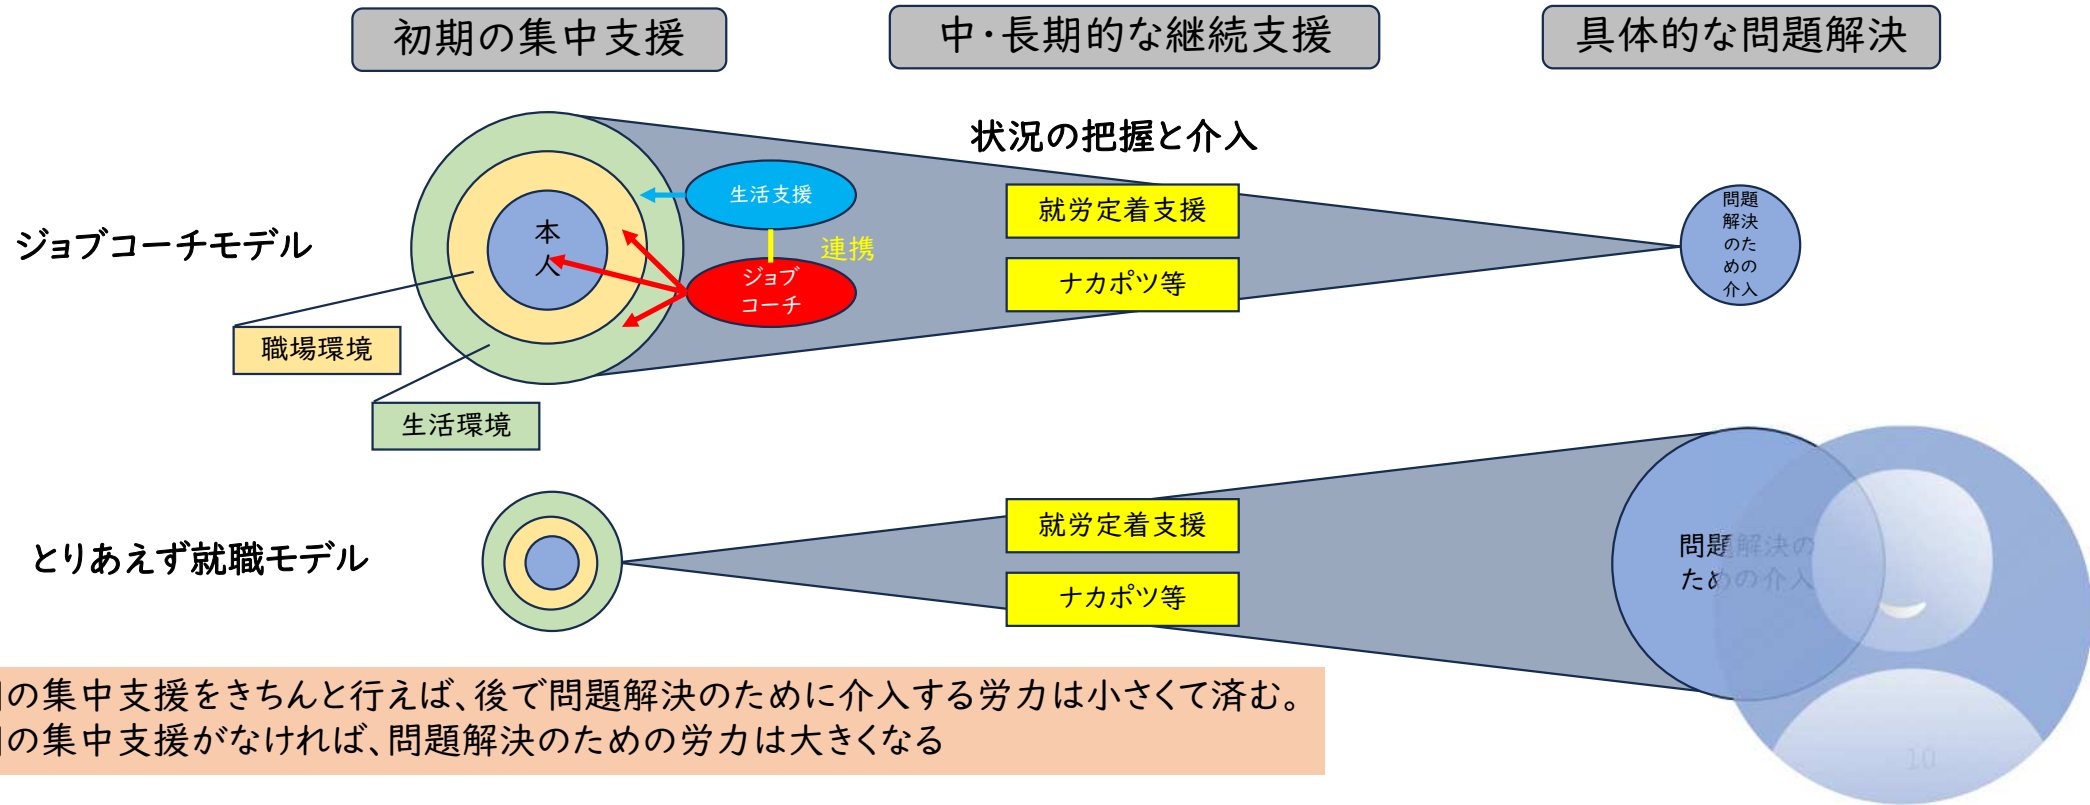 初期の集中支援
中・長期的な継続支援
具体的な問題解決
状況の把握と介入
ジョブコーチモデル
本
人
生活支援
連携
ジョブ
コーチ
就労定着支援
ナカポツ等
問題
解決
のた
めの
介入
職場環境
生活環境
とりあえず就職モデル
就労定着支援
ナカポツ等
問題解決の
ための介入
の集中支援をきちんと行えば、後で問題解決のために介入する労力は小さくて済む。
の集中支援がなければ、問題解決のための労力は大きくなる
10